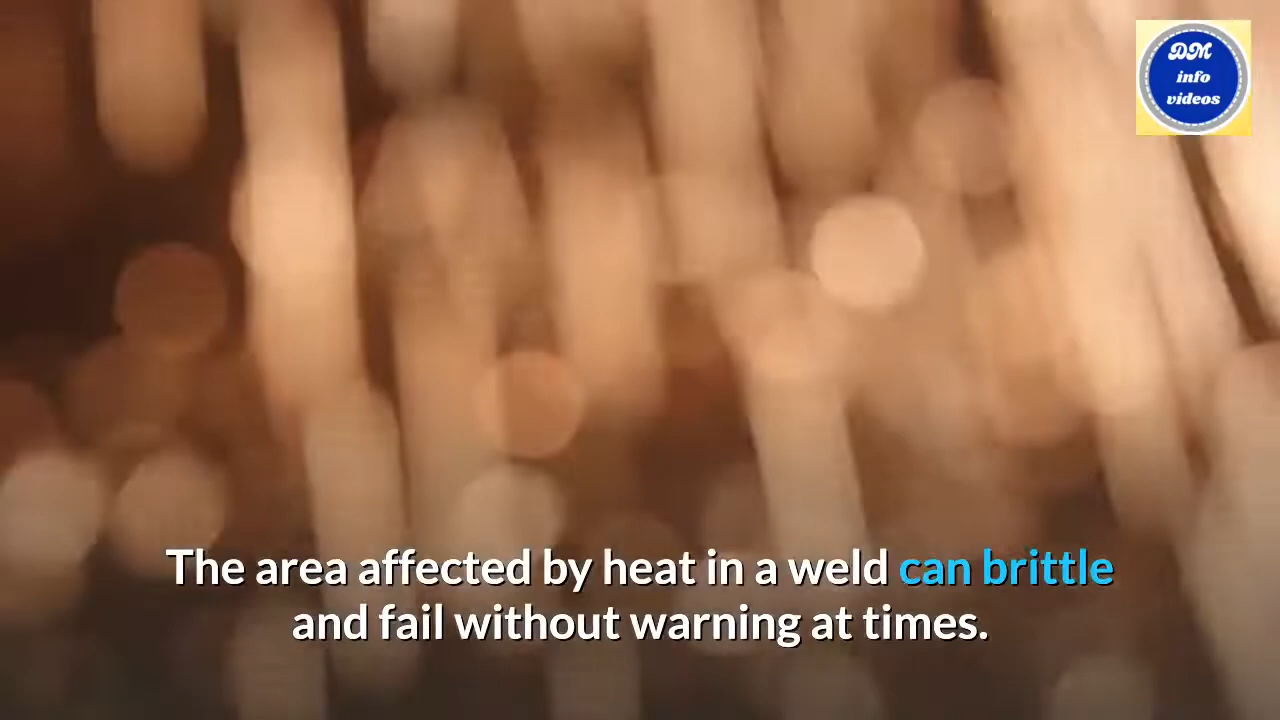 DM
info
videos
The area affected by heat in a weld can brittle
and fail without warning at times.